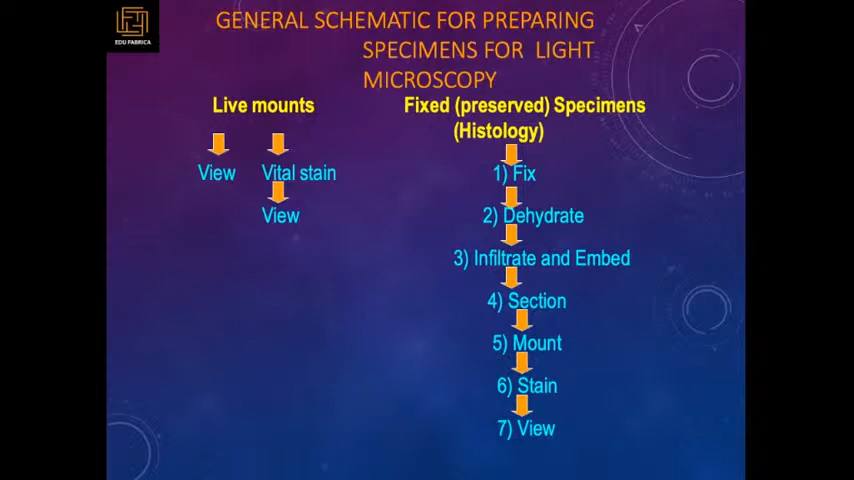 EDU FABRICA
GENERAL SCHEMATIC FOR PREPARING
SPECIMENS FOR LIGHT
MICROSCOPY
Live mounts
View
Vital stain
View
Fixed (preserved) Specimens
(Histology)
1) Fix
2) Dehydrate
3) Infiltrate and Embed
4) Section
5) Mount
6) Stain
7) View